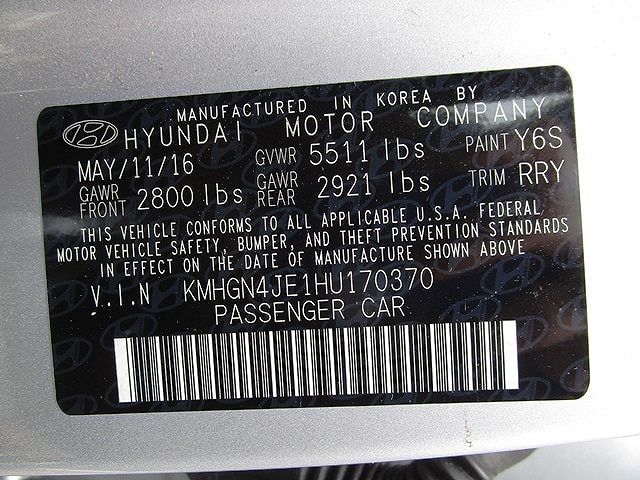 MANUFACTURED IN KOREA BY
HYUNDAI MOTOR COMPANY
MAY/11/16 GVWR 5511 lbs PAINT Y6S
GAWR FRONT 2800 lbs GAWR REAR 2921 lbs TRIM RRY
THIS VEHICLE CONFORMS TO ALL APPLICABLE U.S.A. FEDERAL
MOTOR VEHICLE SAFETY, BUMPER, AND THEFT PREVENTION STANDARDS
IN EFFECT ON THE DATE OF MANUFACTURE SHOWN ABOVE
V.I.N KMHGN4JE1HU170370
PASSENGER CAR